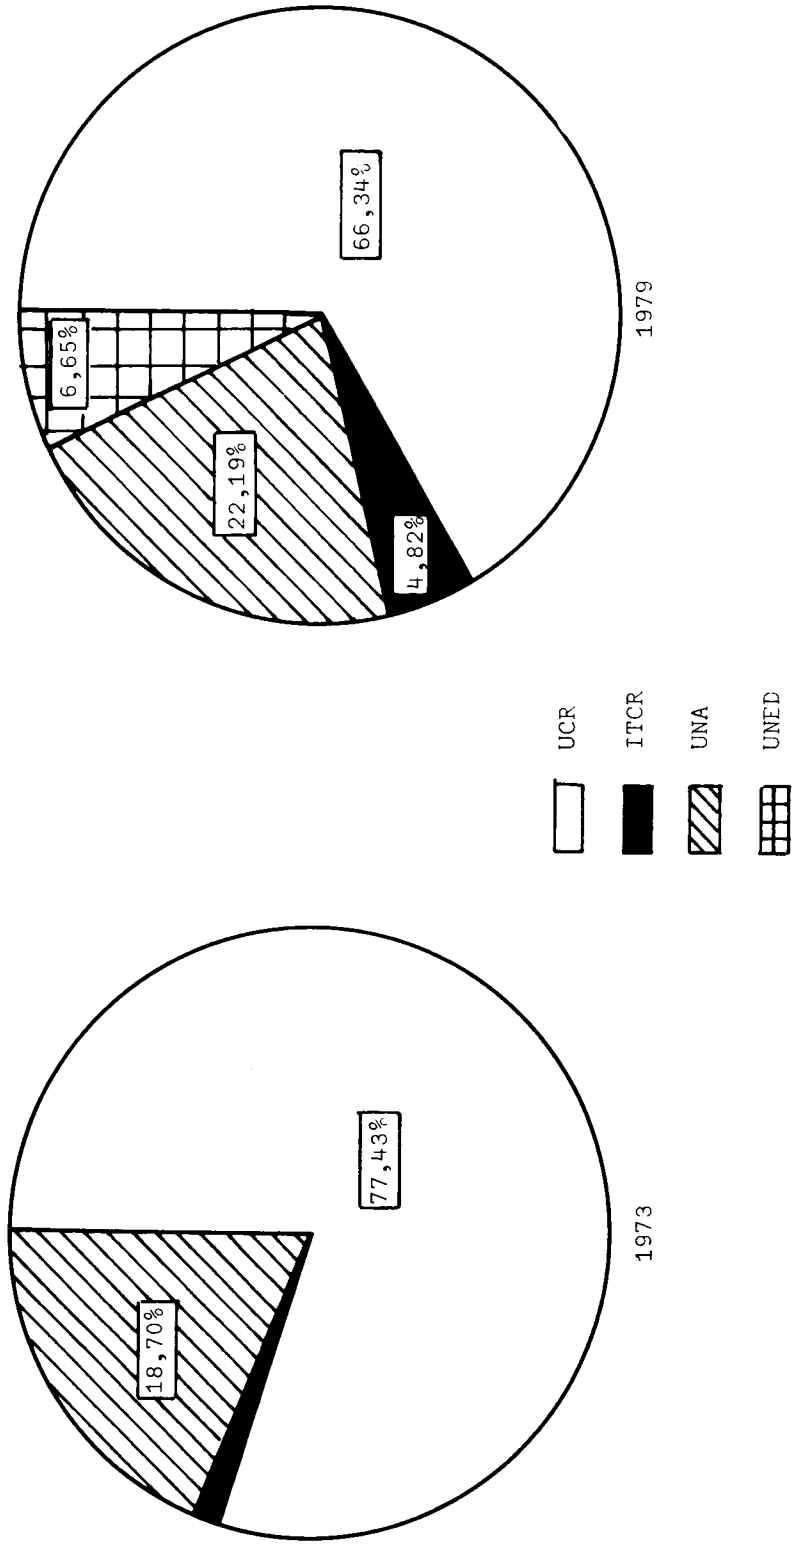 18,70%
77,43%
1973
UCR
ITCR
UNA
UNED
6,65%
22,19%
4,82%
66,34%
1979